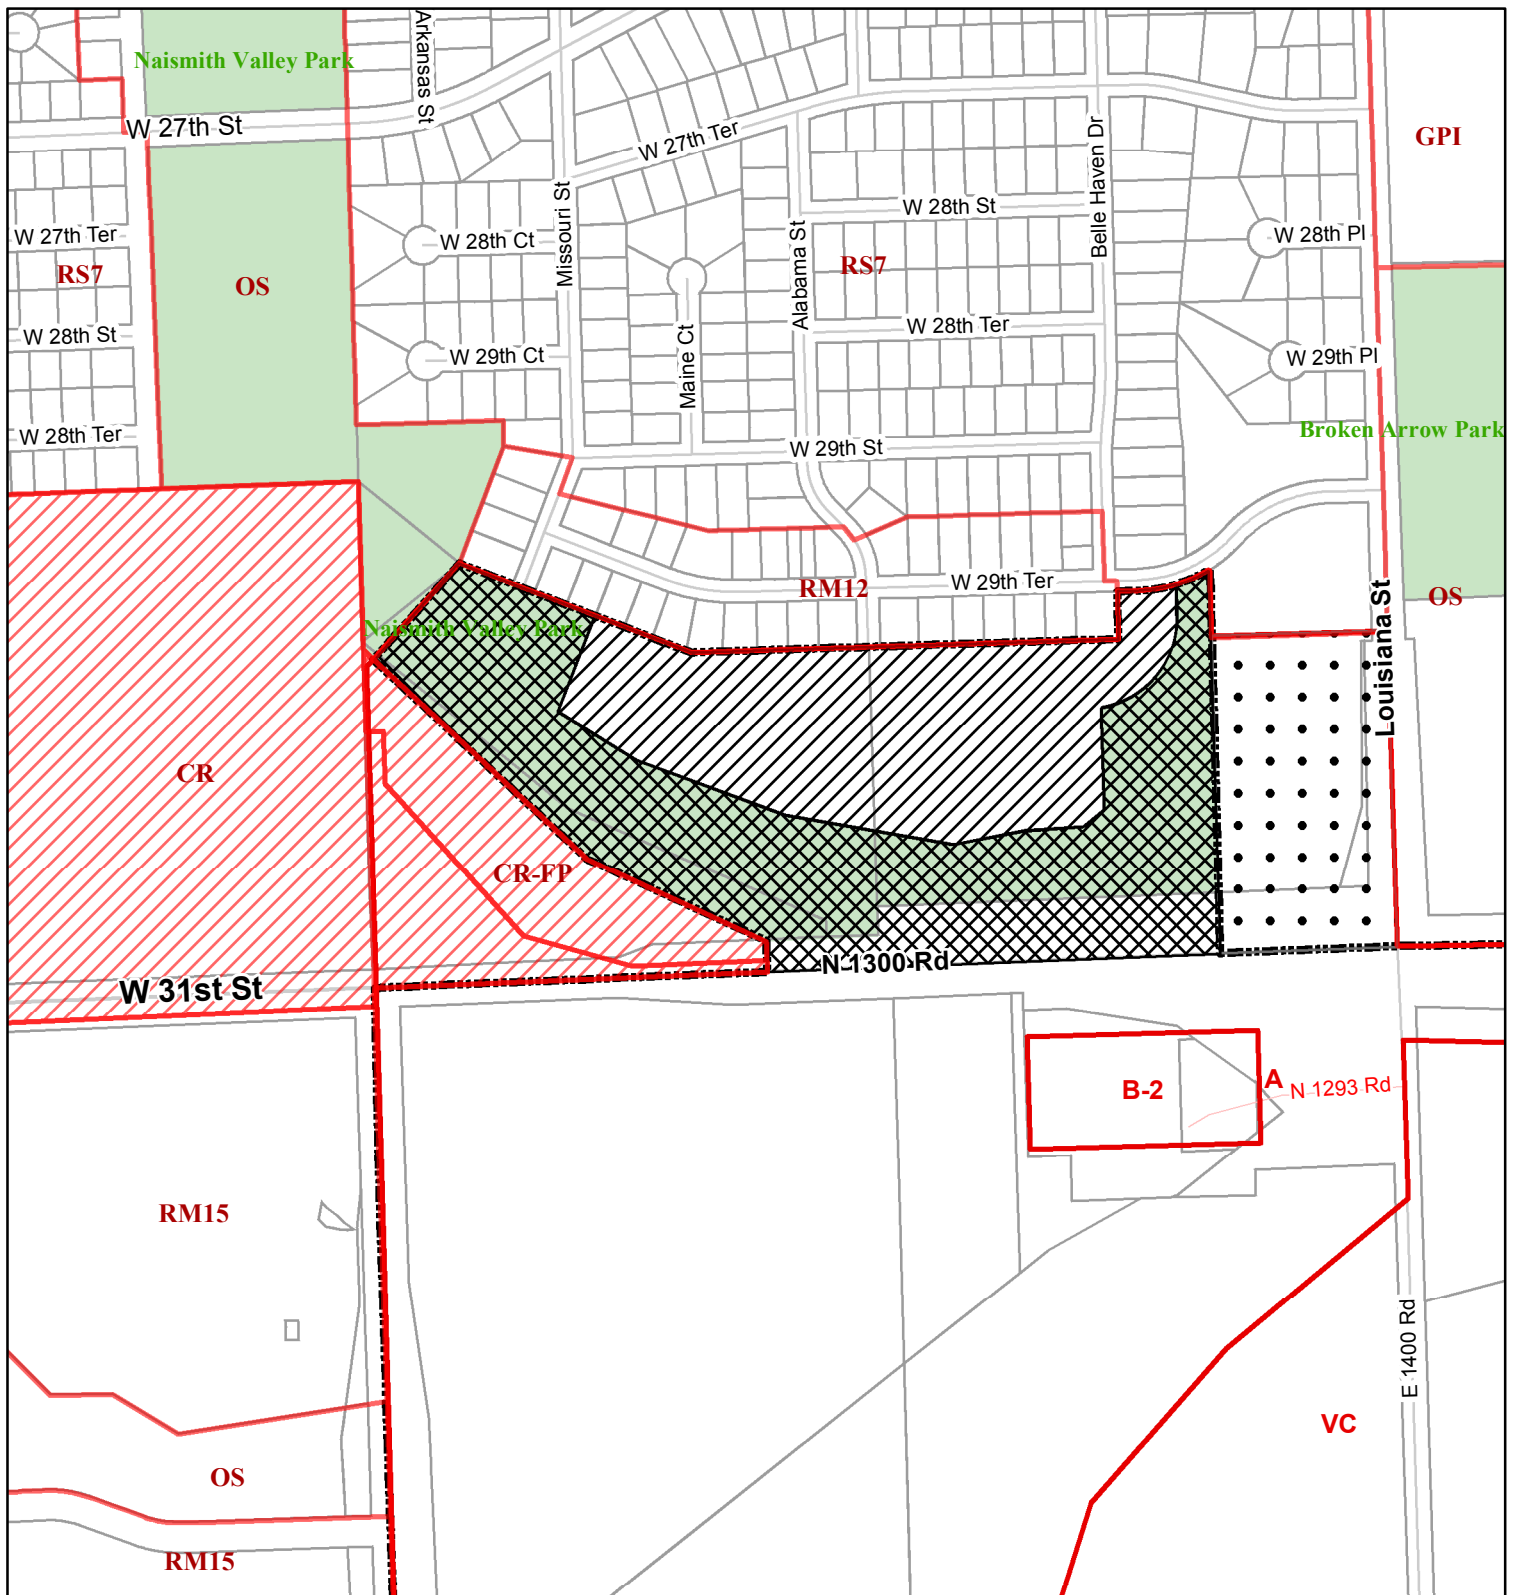 Arkansas St
Naismith Valley Park
W 27th St
W 27th Ter
GPI
Belle Haven Dr
W 28th St
Missouri St
Alabama St
W 27th Ter
W 28th Ct
W 28th Pl
RS7
RS7
OS
W 28th Ter
W 28th St
W 29th Ct
Maine Ct
W 29th Pl
Broken Arrow Park
W 28th Ter
W 29th St
W 29th Ter
RM12
OS
Louisiana St
Naismith Valley Park
CR
CR-FP
N 1300 Rd
W 31st St
B-2
A
N 1293 Rd
RM15
E 1400 Rd
VC
OS
RM15